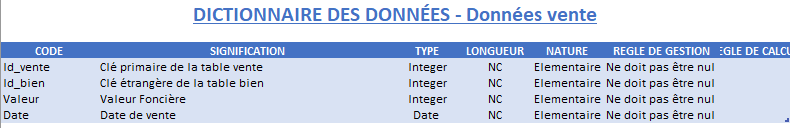 DICTIONNAIRE DES DONNÉES - Données vente
CODE SIGNIFICATION TYPE LONGUEUR NATURE REGLE DE GESTION EGLE DE CALCU
Id_vente Clé primaire de la table vente Integer NC Elementaire Ne doit pas être nul
Id_bien Clé étrangère de la table bien Integer NC Elementaire Ne doit pas être nul
Valeur Valeur Foncière Integer NC Elementaire Ne doit pas être nul
Date Date de vente Date NC Elementaire Ne doit pas être nul